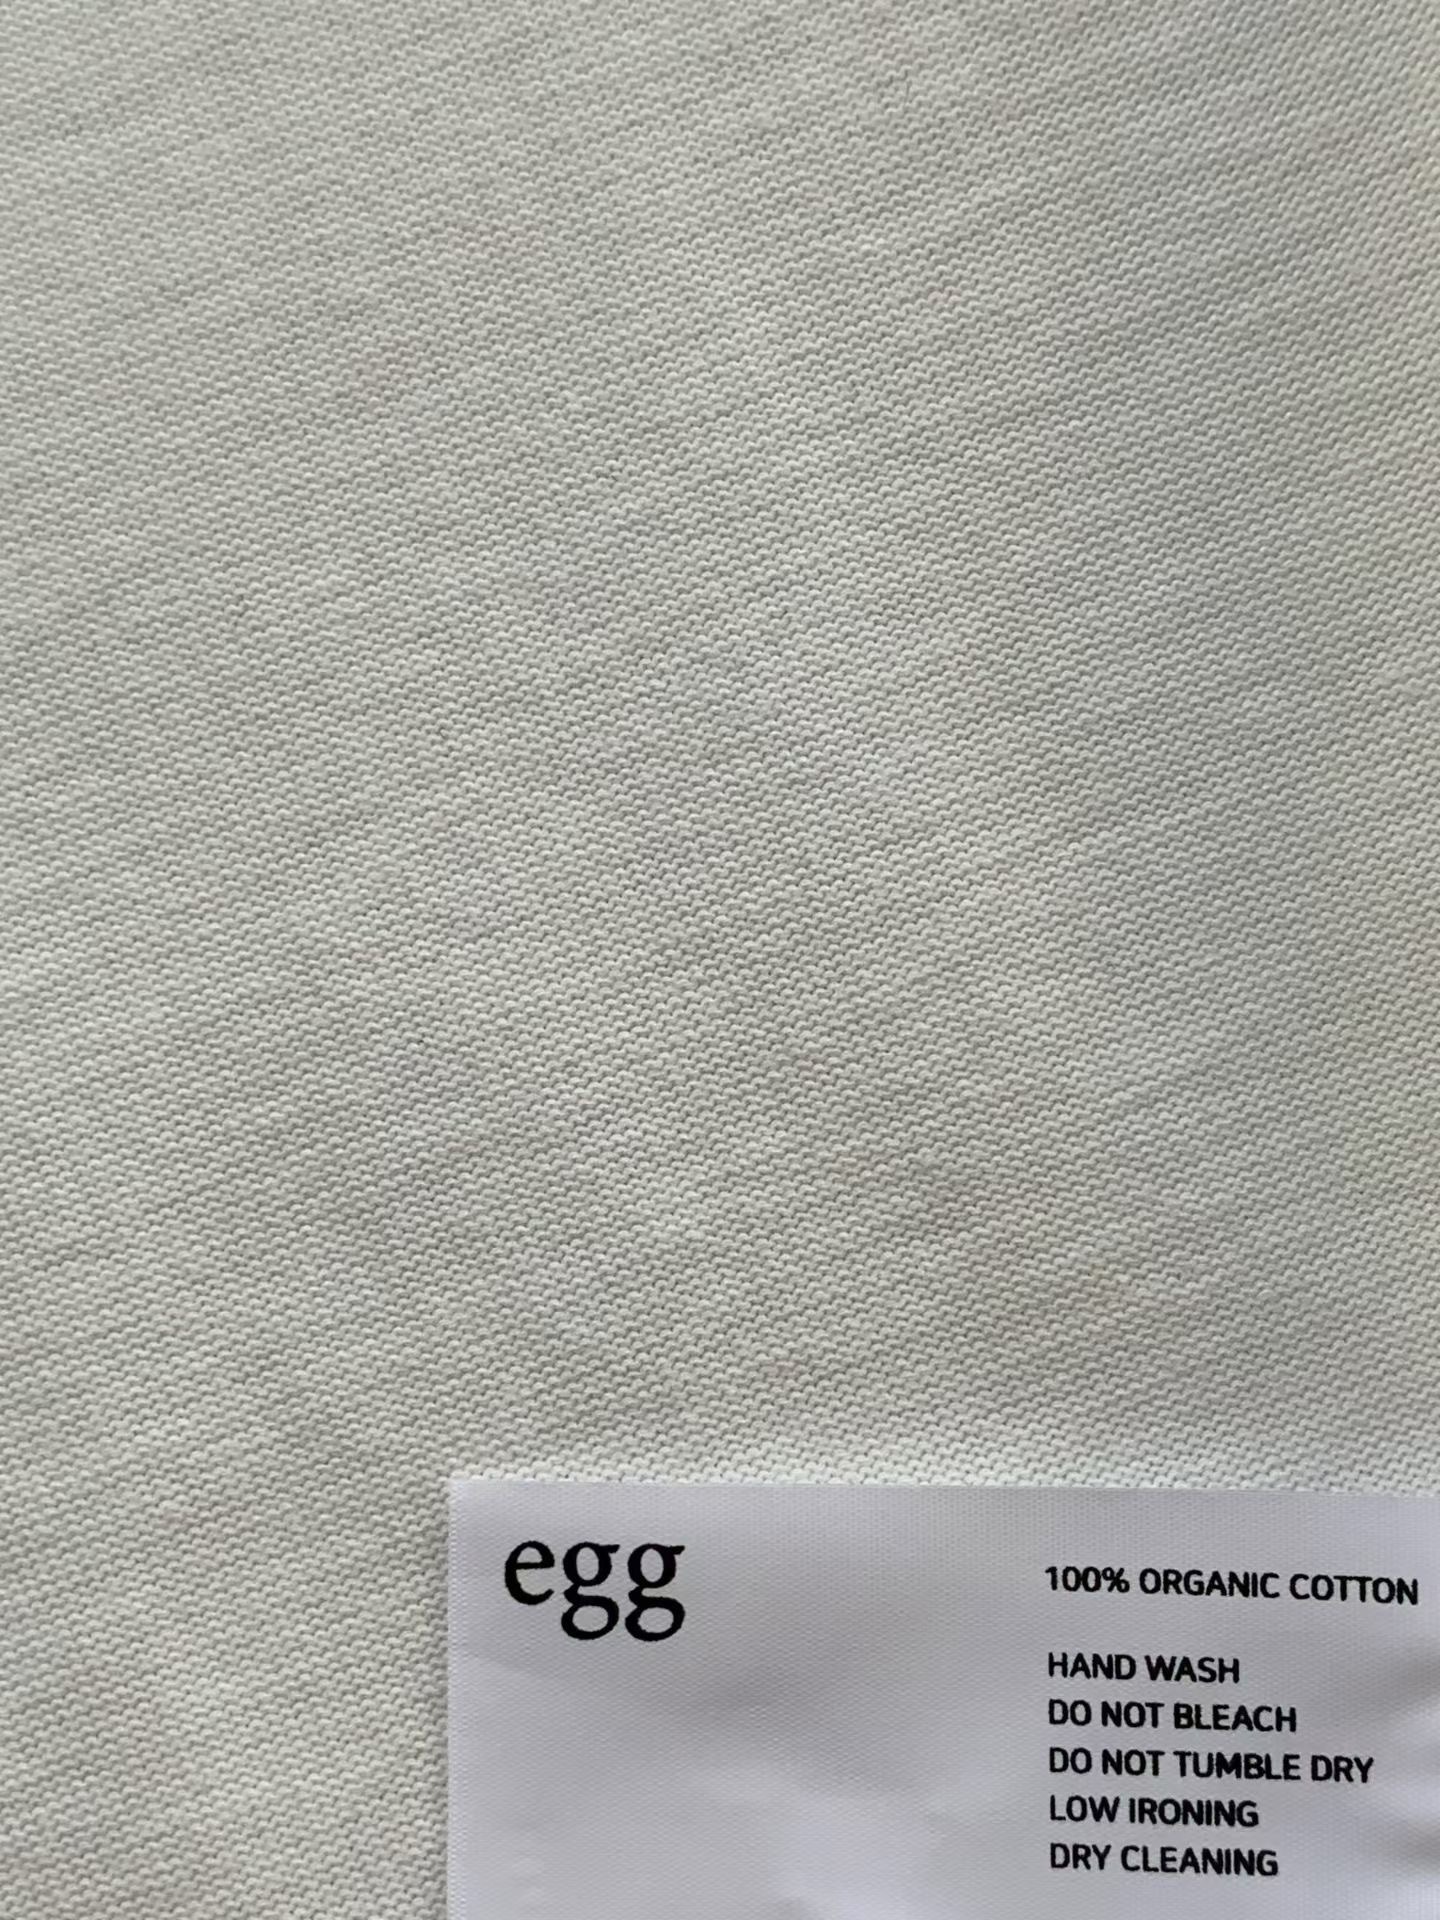 egg
100% ORGANIC COTTON
HAND WASH
DO NOT BLEACH
DO NOT TUMBLE DRY
LOW IRONING
DRY CLEANING